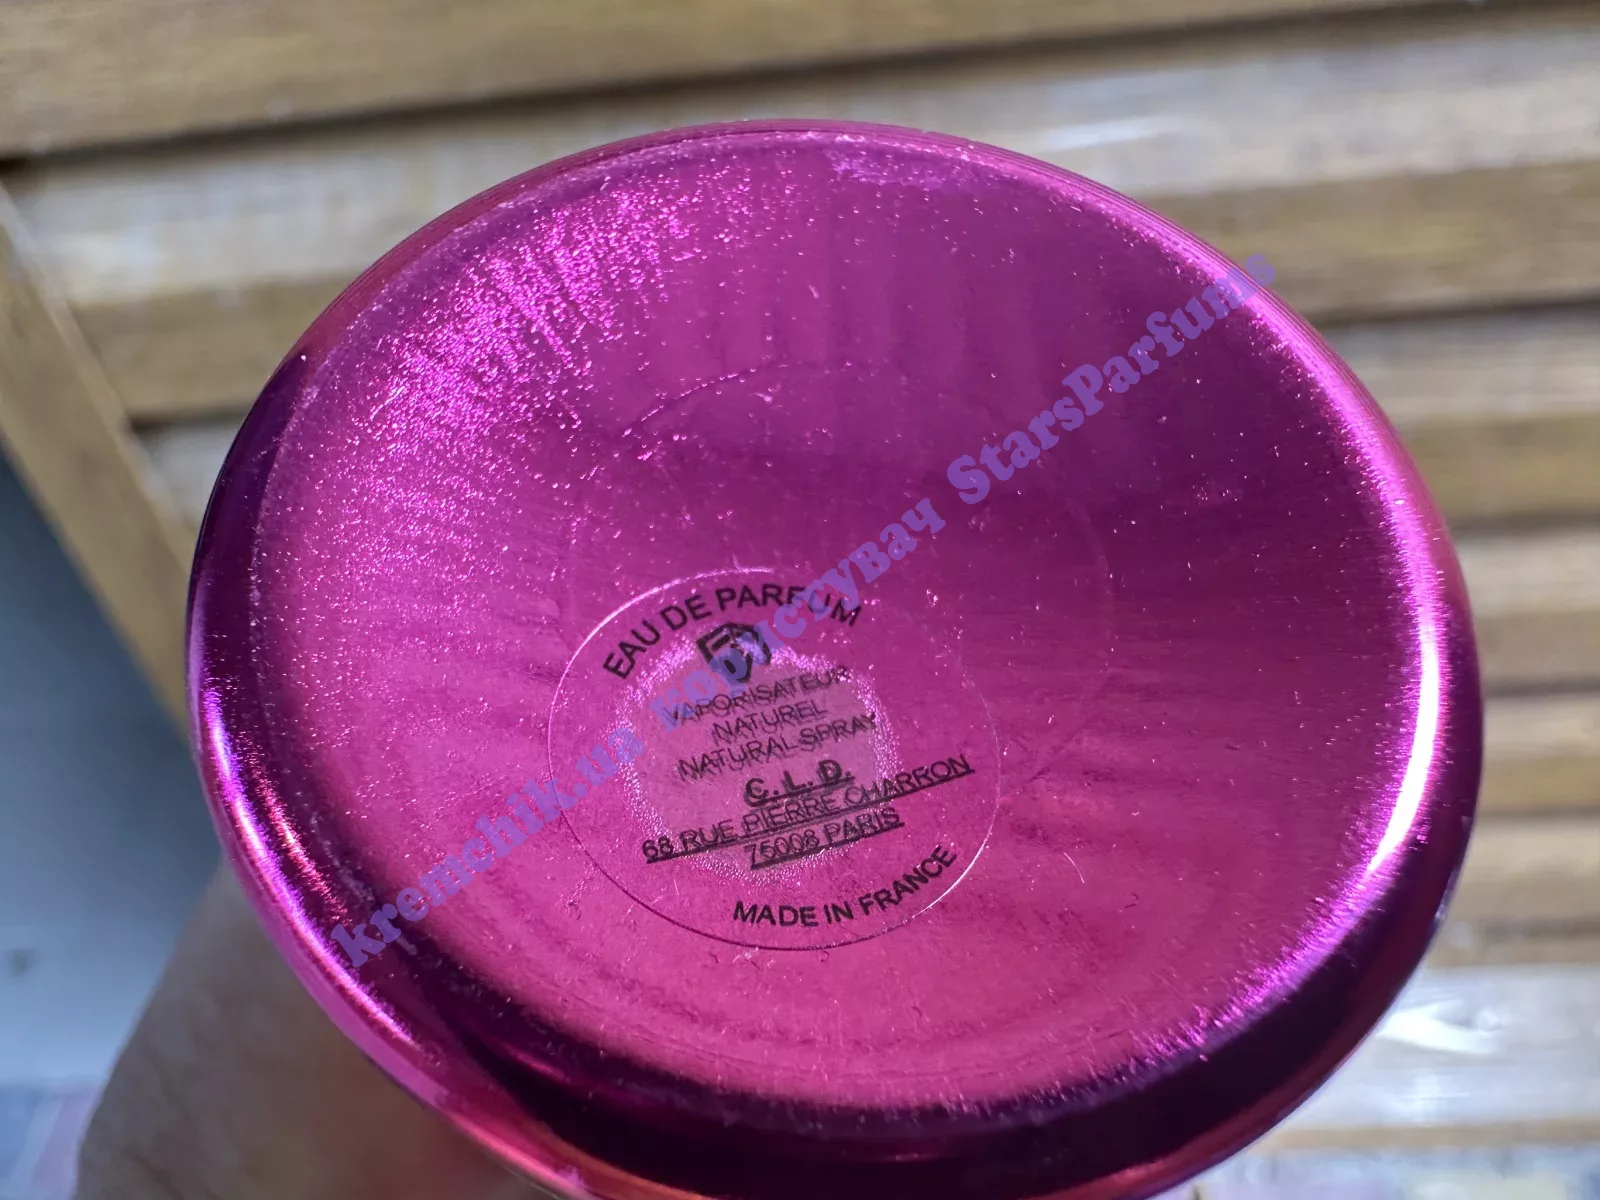 EAU DE PARFUM
VAPORISATEUR
NATUREL
NATURAL SPRAY
C.L.D.
68 RUE PIERRE CHARRON
75008 PARIS
MADE IN FRANCE
kremchik.ua корuccyBay StarsParfums